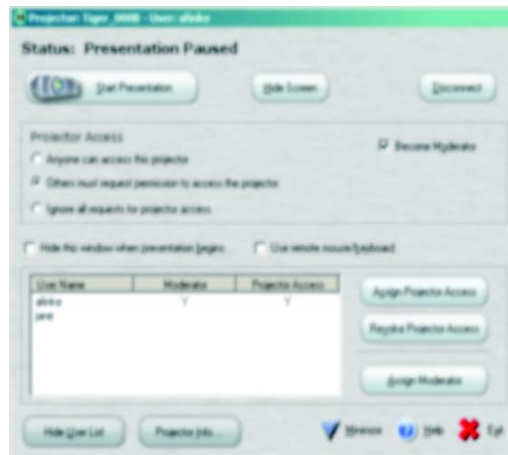 Projector: Tiger_000B - User: alinke
Status: Presentation Paused
Start Presentation
Hide Screen
Disconnect
Projector Access
Become Moderator
Anyone can access this projector
Others must request permission to access the projector
Ignore all requests for projector access
Hide this window when presentation begins
Use remote mouse/keyboard
User Name Moderator Projector Access
alinke Y Y
jane
Assign Projector Access
Revoke Projector Access
Assign Moderator
Hide User List
Projector Info...
Minimize
Help
Exit